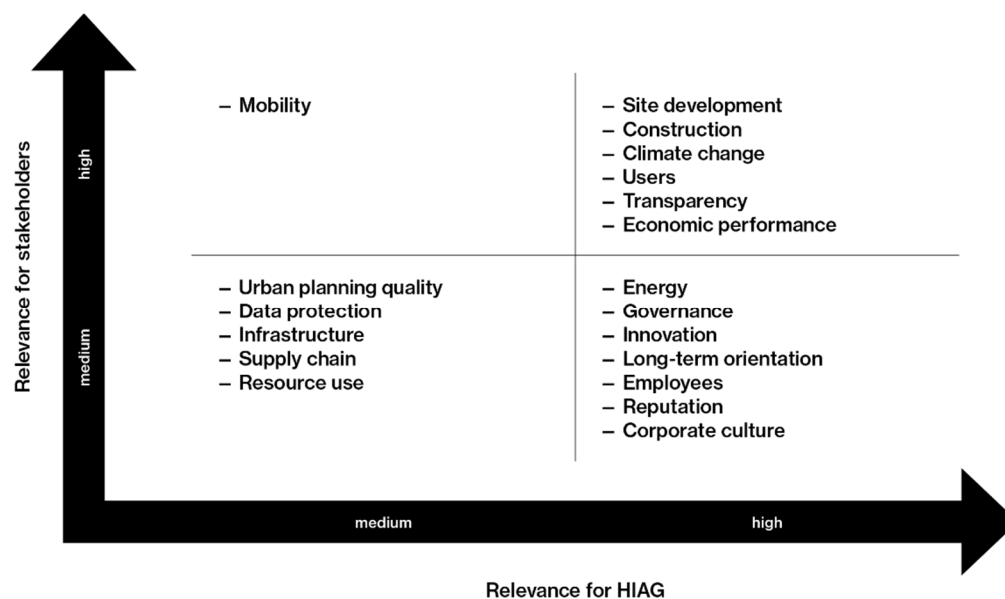 Relevance for stakeholders
high
medium
– Mobility
– Site development
– Construction
– Climate change
– Users
– Transparency
– Economic performance
– Urban planning quality
– Data protection
– Infrastructure
– Supply chain
– Resource use
– Energy
– Governance
– Innovation
– Long-term orientation
– Employees
– Reputation
– Corporate culture
medium
high
Relevance for HIAG